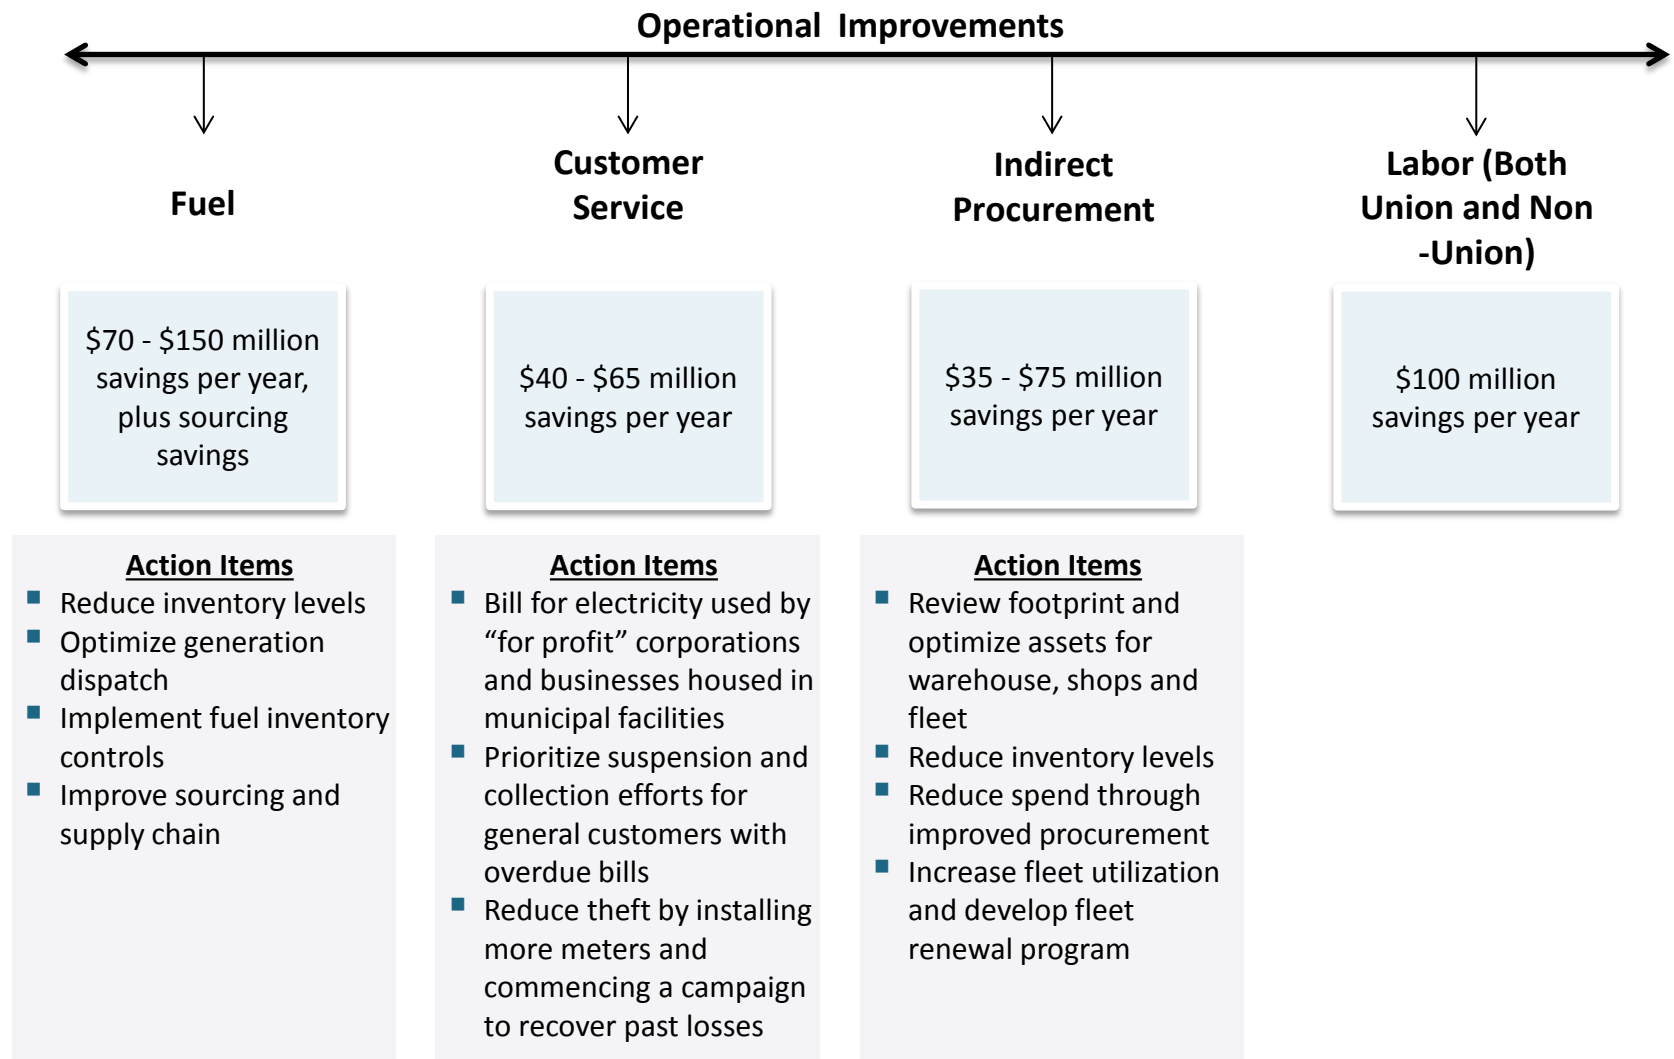 Operational  Improvements
Fuel
$70 - $150 million
savings per year,
plus sourcing
savings
Action Items
Reduce inventory levels
Optimize generation
dispatch
Implement fuel inventory
controls
Improve sourcing and
supply chain
Customer
Service
$40 - $65 million
savings per year
Action Items
Bill for electricity used by
“for profit” corporations
and businesses housed in
municipal facilities
Prioritize suspension and
collection efforts for
general customers with
overdue bills
Reduce theft by installing
more meters and
commencing a campaign
to recover past losses
Indirect
Procurement
$35 - $75 million
savings per year
Action Items
Review footprint and
optimize assets for
warehouse, shops and
fleet
Reduce inventory levels
Reduce spend through
improved procurement
Increase fleet utilization
and develop fleet
renewal program
Labor (Both
Union and Non
-Union)
$100 million
savings per year